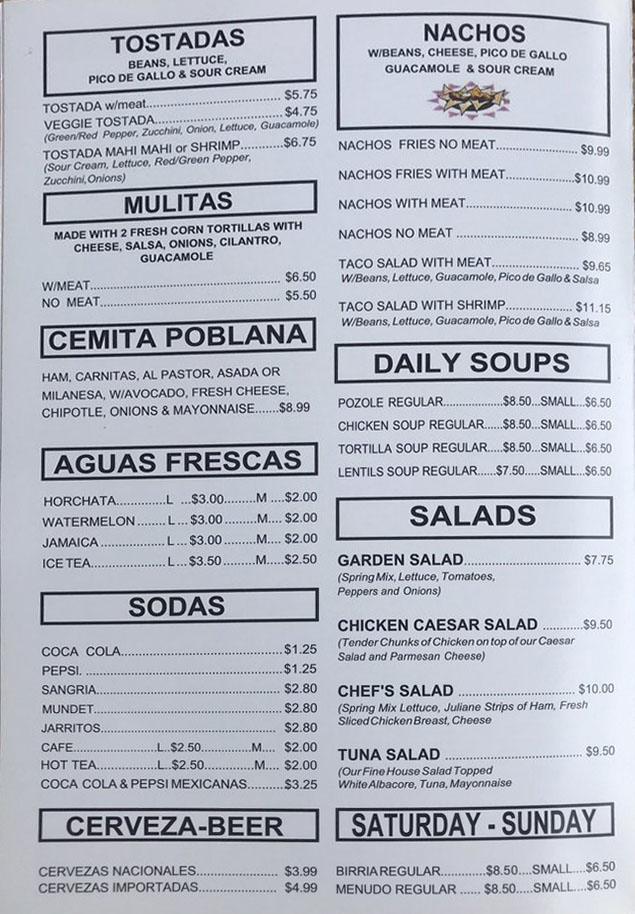 TOSTADAS
BEANS, LETTUCE,
PICO DE GALLO & SOUR CREAM
TOSTADA w/meat.................................. $5.75
VEGGIE TOSTADA.................................$4.75
(Green/Red Pepper, Zucchini, Onion, Lettuce, Guacamole)
TOSTADA MAHI MAHI or SHRIMP...........$6.75
(Sour Cream, Lettuce, Red/Green Pepper,
Zucchini,Onions)
MULITAS
MADE WITH 2 FRESH CORN TORTILLAS WITH
CHEESE, SALSA, ONIONS, CILANTRO,
GUACAMOLE
W/MEAT................................................ $6.50
NO MEAT.............................................. $5.50
CEMITA POBLANA
HAM, CARNITAS, AL PASTOR, ASADA OR
MILANESA, W/AVOCADO, FRESH CHEESE,
CHIPOTLE, ONIONS & MAYONNAISE.......$8.99
AGUAS FRESCAS
HORCHATA............L ...$3.00.........M ....$2.00
WATERMELON.......L ...$3.00.........M.... $2.00
JAMAICA ................L ... $3.00.........M.... $2.00
ICE TEA...................L... $3.50.........M.....$2.50
SODAS
COCA COLA.......................................$1.25
PEPSI. .................................................$1.25
SANGRIA..............................................$2.80
MUNDET............................................. $2.80
JARRITOS........................................... $2.80
CAFE....................L..$2.50............M.... $2.00
HOT TEA...............L..$2.50............M.... $2.00
COCA COLA & PEPSI MEXICANAS..........$3.25
CERVEZA-BEER
CERVEZAS NACIONALES.....................$3.99
CERVEZAS IMPORTADAS................... $4.99
NACHOS
W/BEANS, CHEESE, PICO DE GALLO
GUACAMOLE & SOUR CREAM
NACHOS FRIES NO MEAT..................... $9.99
NACHOS FRIES WITH MEAT.................$10.99
NACHOS WITH MEAT.......................... $10.99
NACHOS NO MEAT ............................. $8.99
TACO SALAD WITH MEAT...................... $9.65
W/Beans, Lettuce, Guacamole, Pico de Gallo & Salsa
TACO SALAD WITH SHRIMP................. $11.15
W/Beans, Lettuce, Guacamole, Pico de Gallo & Salsa
DAILY SOUPS
POZOLE REGULAR...............$8.50...SMALL...$6.50
CHICKEN SOUP REGULAR.....$8.50...SMALL...$6.50
TORTILLA SOUP REGULAR....$8.50...SMALL...$6.50
LENTILS SOUP REGULAR.....$7.50.....SMALL...$6.50
SALADS
GARDEN SALAD............................. $7.75
(Spring Mix, Lettuce, Tomatoes,
Peppers and Onions)
CHICKEN CAESAR SALAD ...........$9.50
(Tender Chunks of Chicken on top of our Caesar
Salad and Parmesan Cheese)
CHEF'S SALAD ............................. $10.00
(Spring Mix Lettuce, Juliane Strips of Ham, Fresh
Sliced Chicken Breast, Cheese
TUNA SALAD ................................. $9.50
(Our Fine House Salad Topped
White Albacore, Tuna, Mayonnaise
SATURDAY - SUNDAY
BIRRIA REGULAR............$8.50....SMALL....$6.50
MENUDO REGULAR ...... $8.50.....SMALL....$6.50